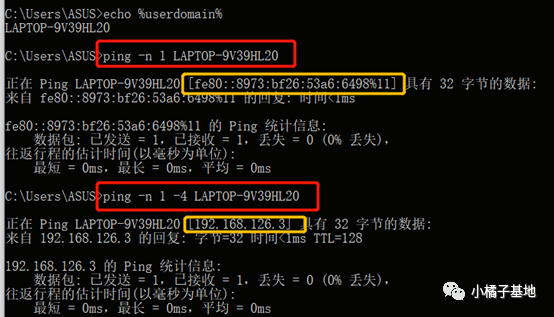 C:\Users\ASUS>echo %userdomain%
LAPTOP-9V39HL20
C:\Users\ASUS>ping -n 1 LAPTOP-9V39HL20
正在 Ping LAPTOP-9V39HL20 [fe80::8973:bf26:53a6:6498%11] 具有 32 字节的数据:
来自 fe80::8973:bf26:53a6:6498%11 的回复: 时间<1ms
fe80::8973:bf26:53a6:6498%11 的 Ping 统计信息:
数据包: 已发送 = 1，已接收 = 1，丢失 = 0 (0% 丢失)，
往返行程的估计时间(以毫秒为单位):
最短 = 0ms，最长 = 0ms，平均 = 0ms
C:\Users\ASUS>ping -n 1 -4 LAPTOP-9V39HL20
正在 Ping LAPTOP-9V39HL20 [192.168.126.3] 具有 32 字节的数据:
来自 192.168.126.3 的回复: 字节=32 时间<1ms TTL=128
192.168.126.3 的 Ping 统计信息:
数据包: 已发送 = 1，已接收 = 1，丢失 = 0 (0% 丢失)，
往返行程的估计时间(以毫秒为单位):
最短 = 0ms，最长 = 0ms，平均 = 0ms
小橘子基地